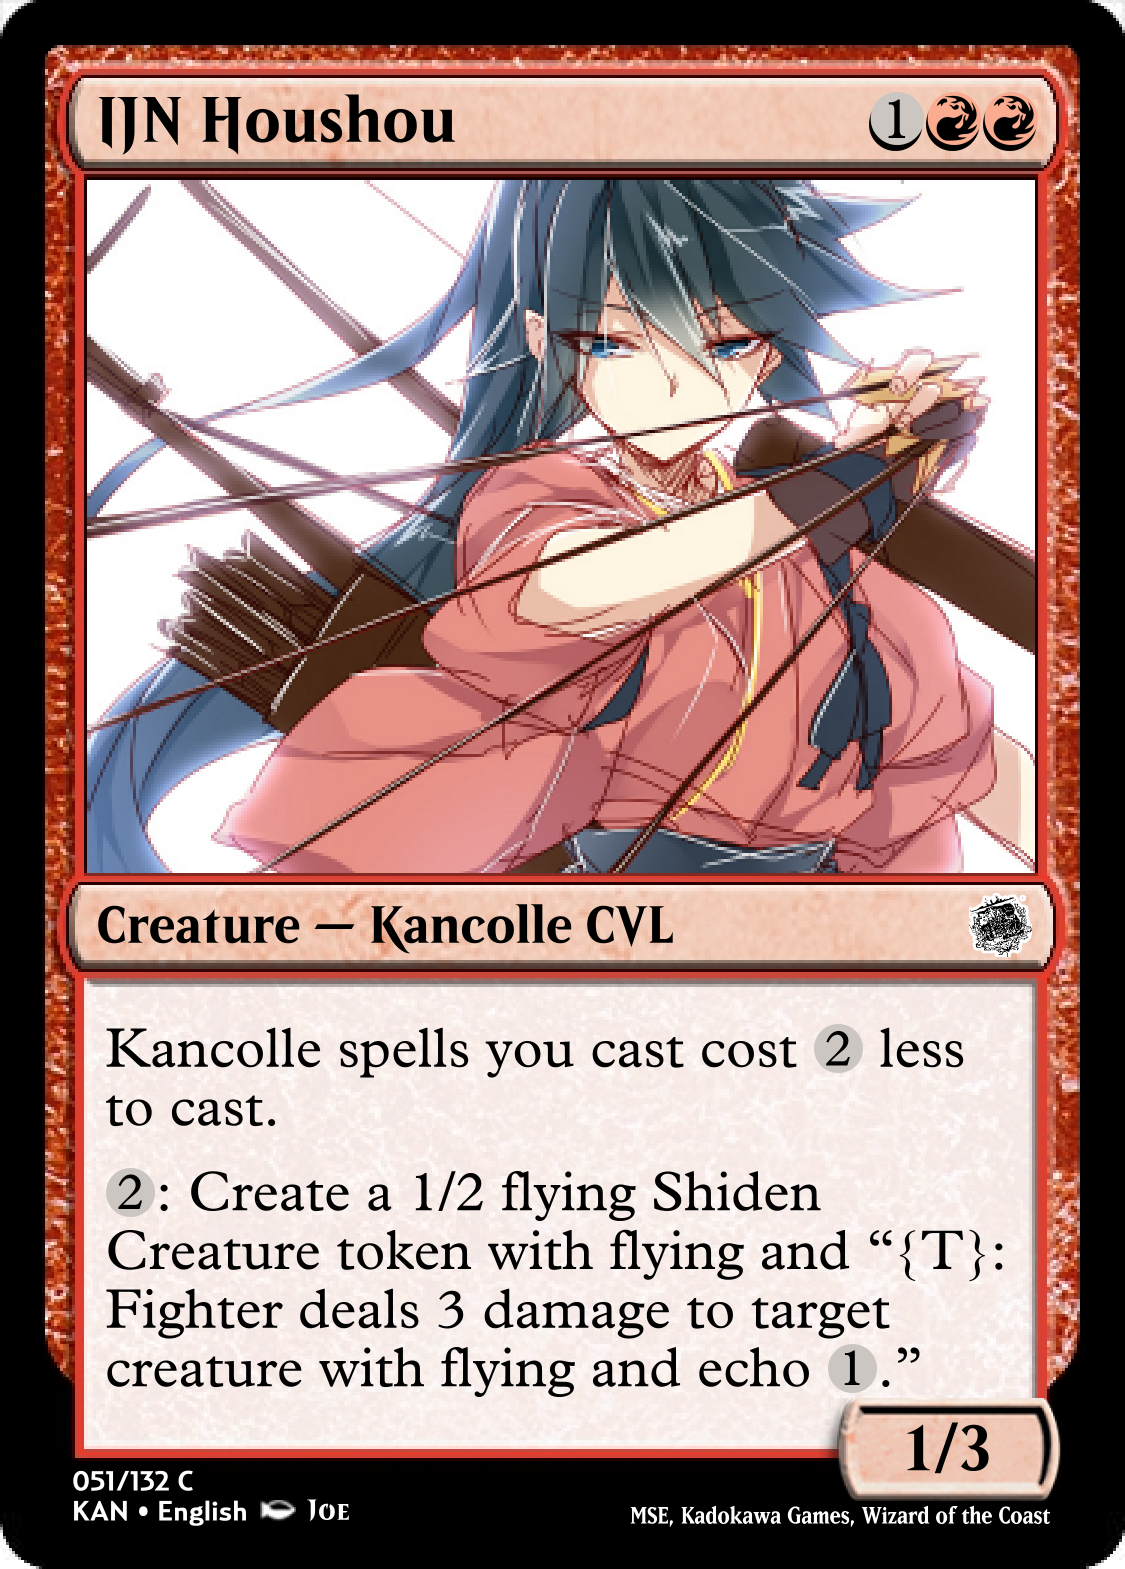 IJN Houshou 1
Creature — Kancolle CVL
Kancolle spells you cast cost 2 less
to cast.
2: Create a 1/2 flying Shiden
Creature token with flying and “{T}:
Fighter deals 3 damage to target
creature with flying and echo 1.”
1/3
051/132 C
KAN • English JOE
MSE, Kadokawa Games, Wizard of the Coast